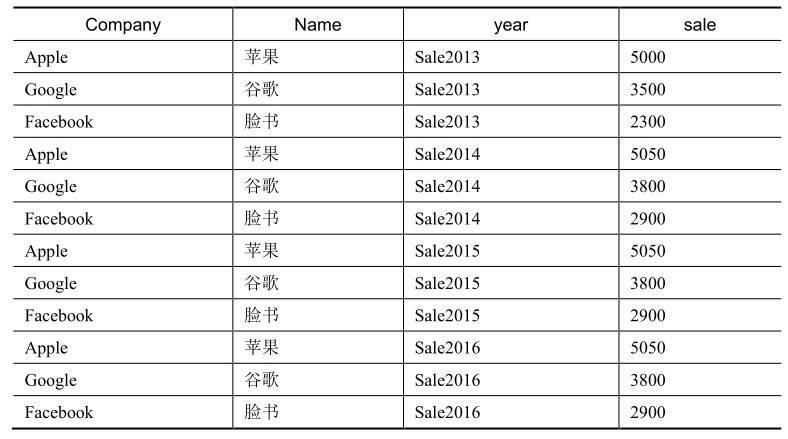 Company Name year sale
Apple 苹果 Sale2013 5000
Google 谷歌 Sale2013 3500
Facebook 脸书 Sale2013 2300
Apple 苹果 Sale2014 5050
Google 谷歌 Sale2014 3800
Facebook 脸书 Sale2014 2900
Apple 苹果 Sale2015 5050
Google 谷歌 Sale2015 3800
Facebook 脸书 Sale2015 2900
Apple 苹果 Sale2016 5050
Google 谷歌 Sale2016 3800
Facebook 脸书 Sale2016 2900